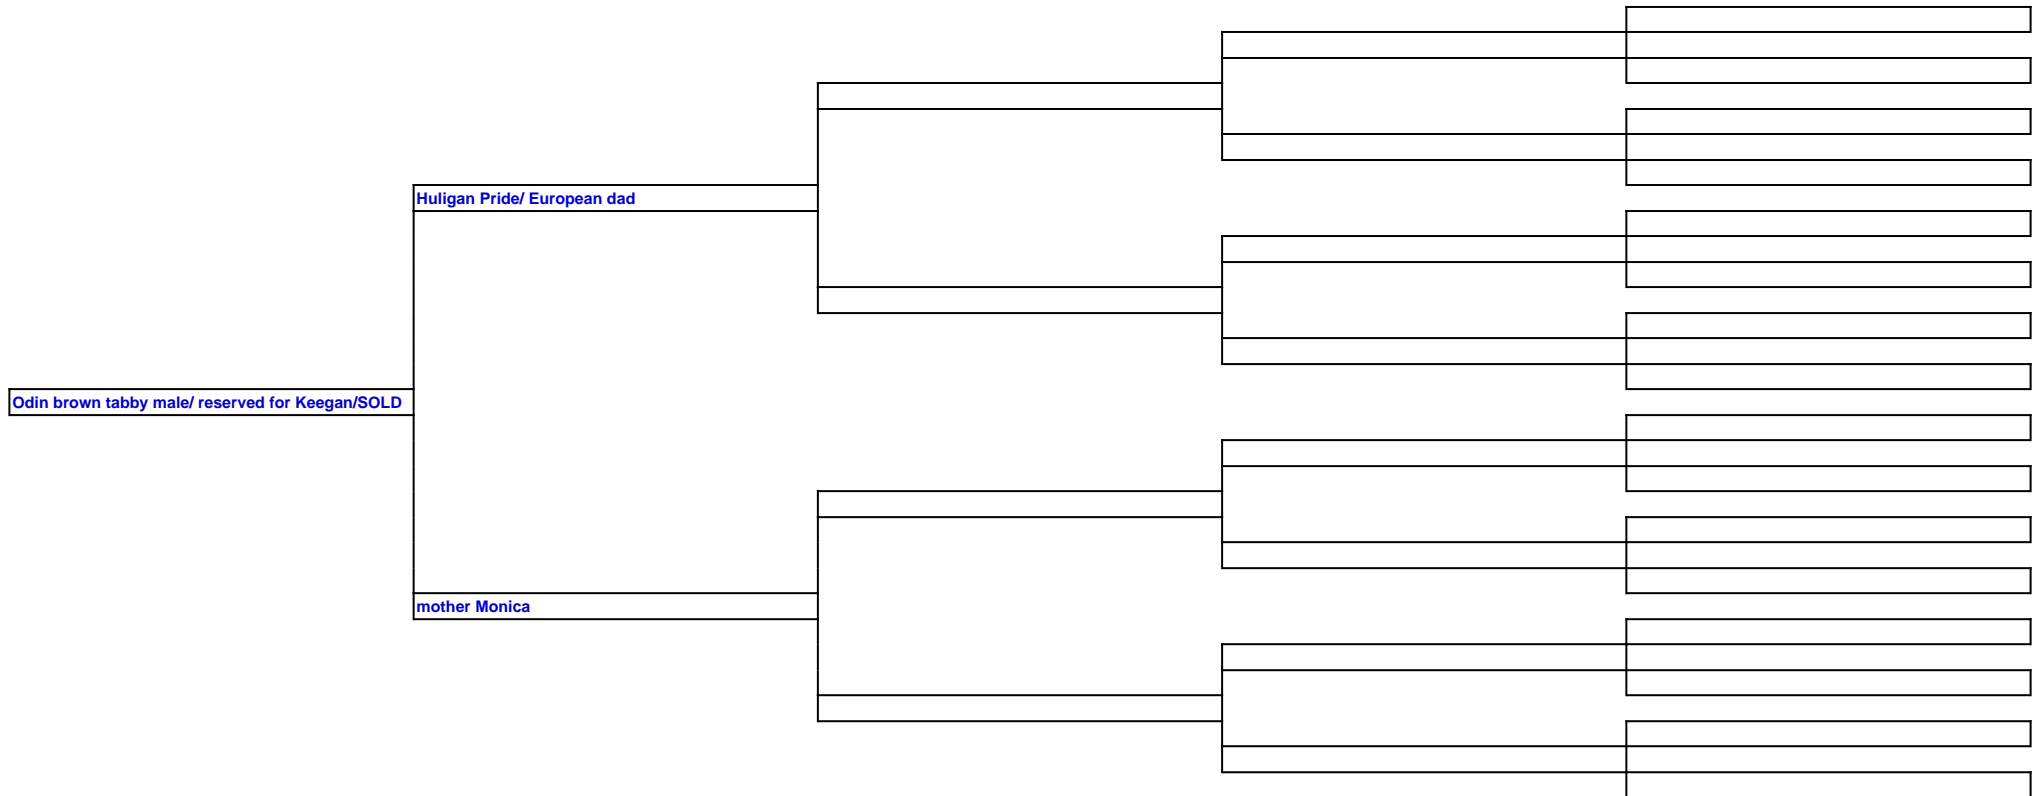 Huligan Pride/ European dad
Odin brown tabby male/ reserved for Keegan/SOLD
mother Monica